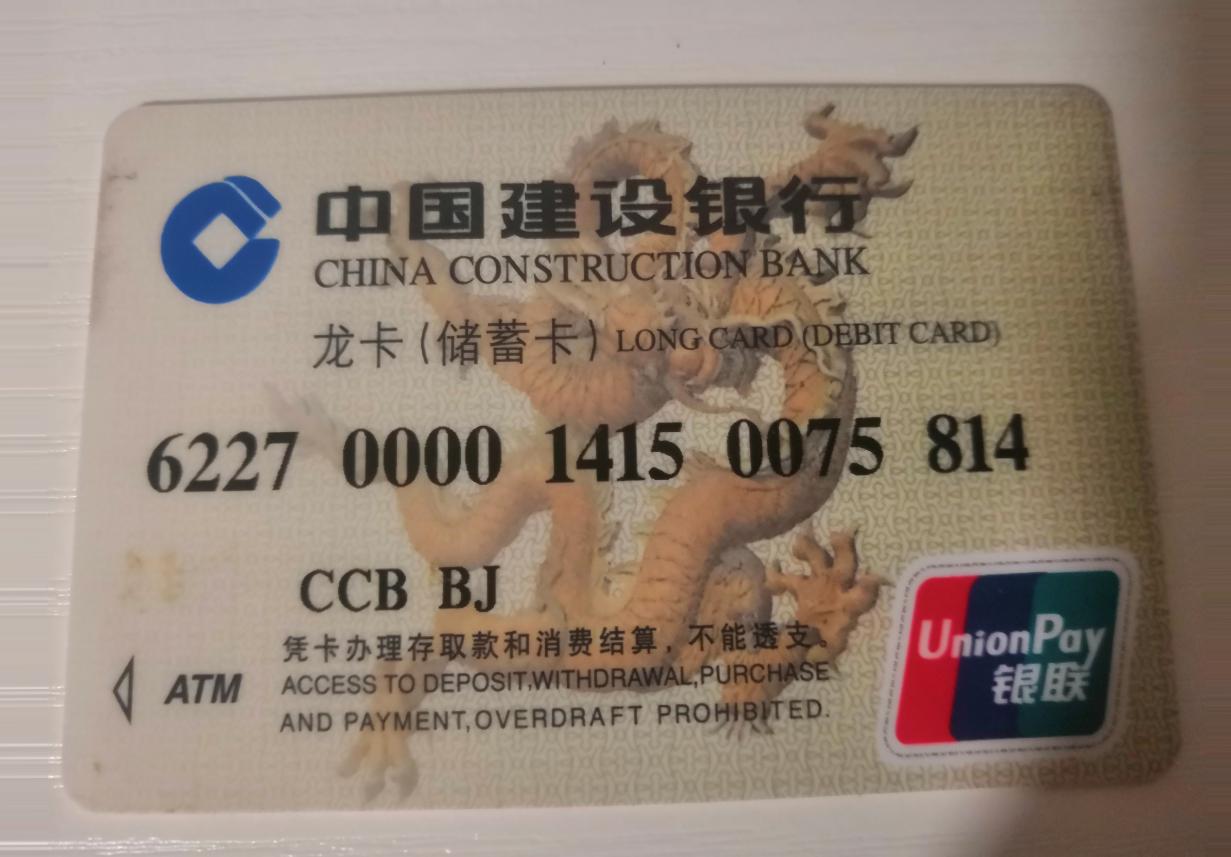 中国建设银行
CHINA CONSTRUCTION BANK
龙卡(储蓄卡) LONG CARD (DEBIT CARD)
6227 0000 1415 0075 814
CCB BJ
凭卡办理存取款和消费结算，不能透支。
ATM ACCESS TO DEPOSIT,WITHDRAWAL,PURCHASE
AND PAYMENT,OVERDRAFT PROHIBITED.
UnionPay
银联